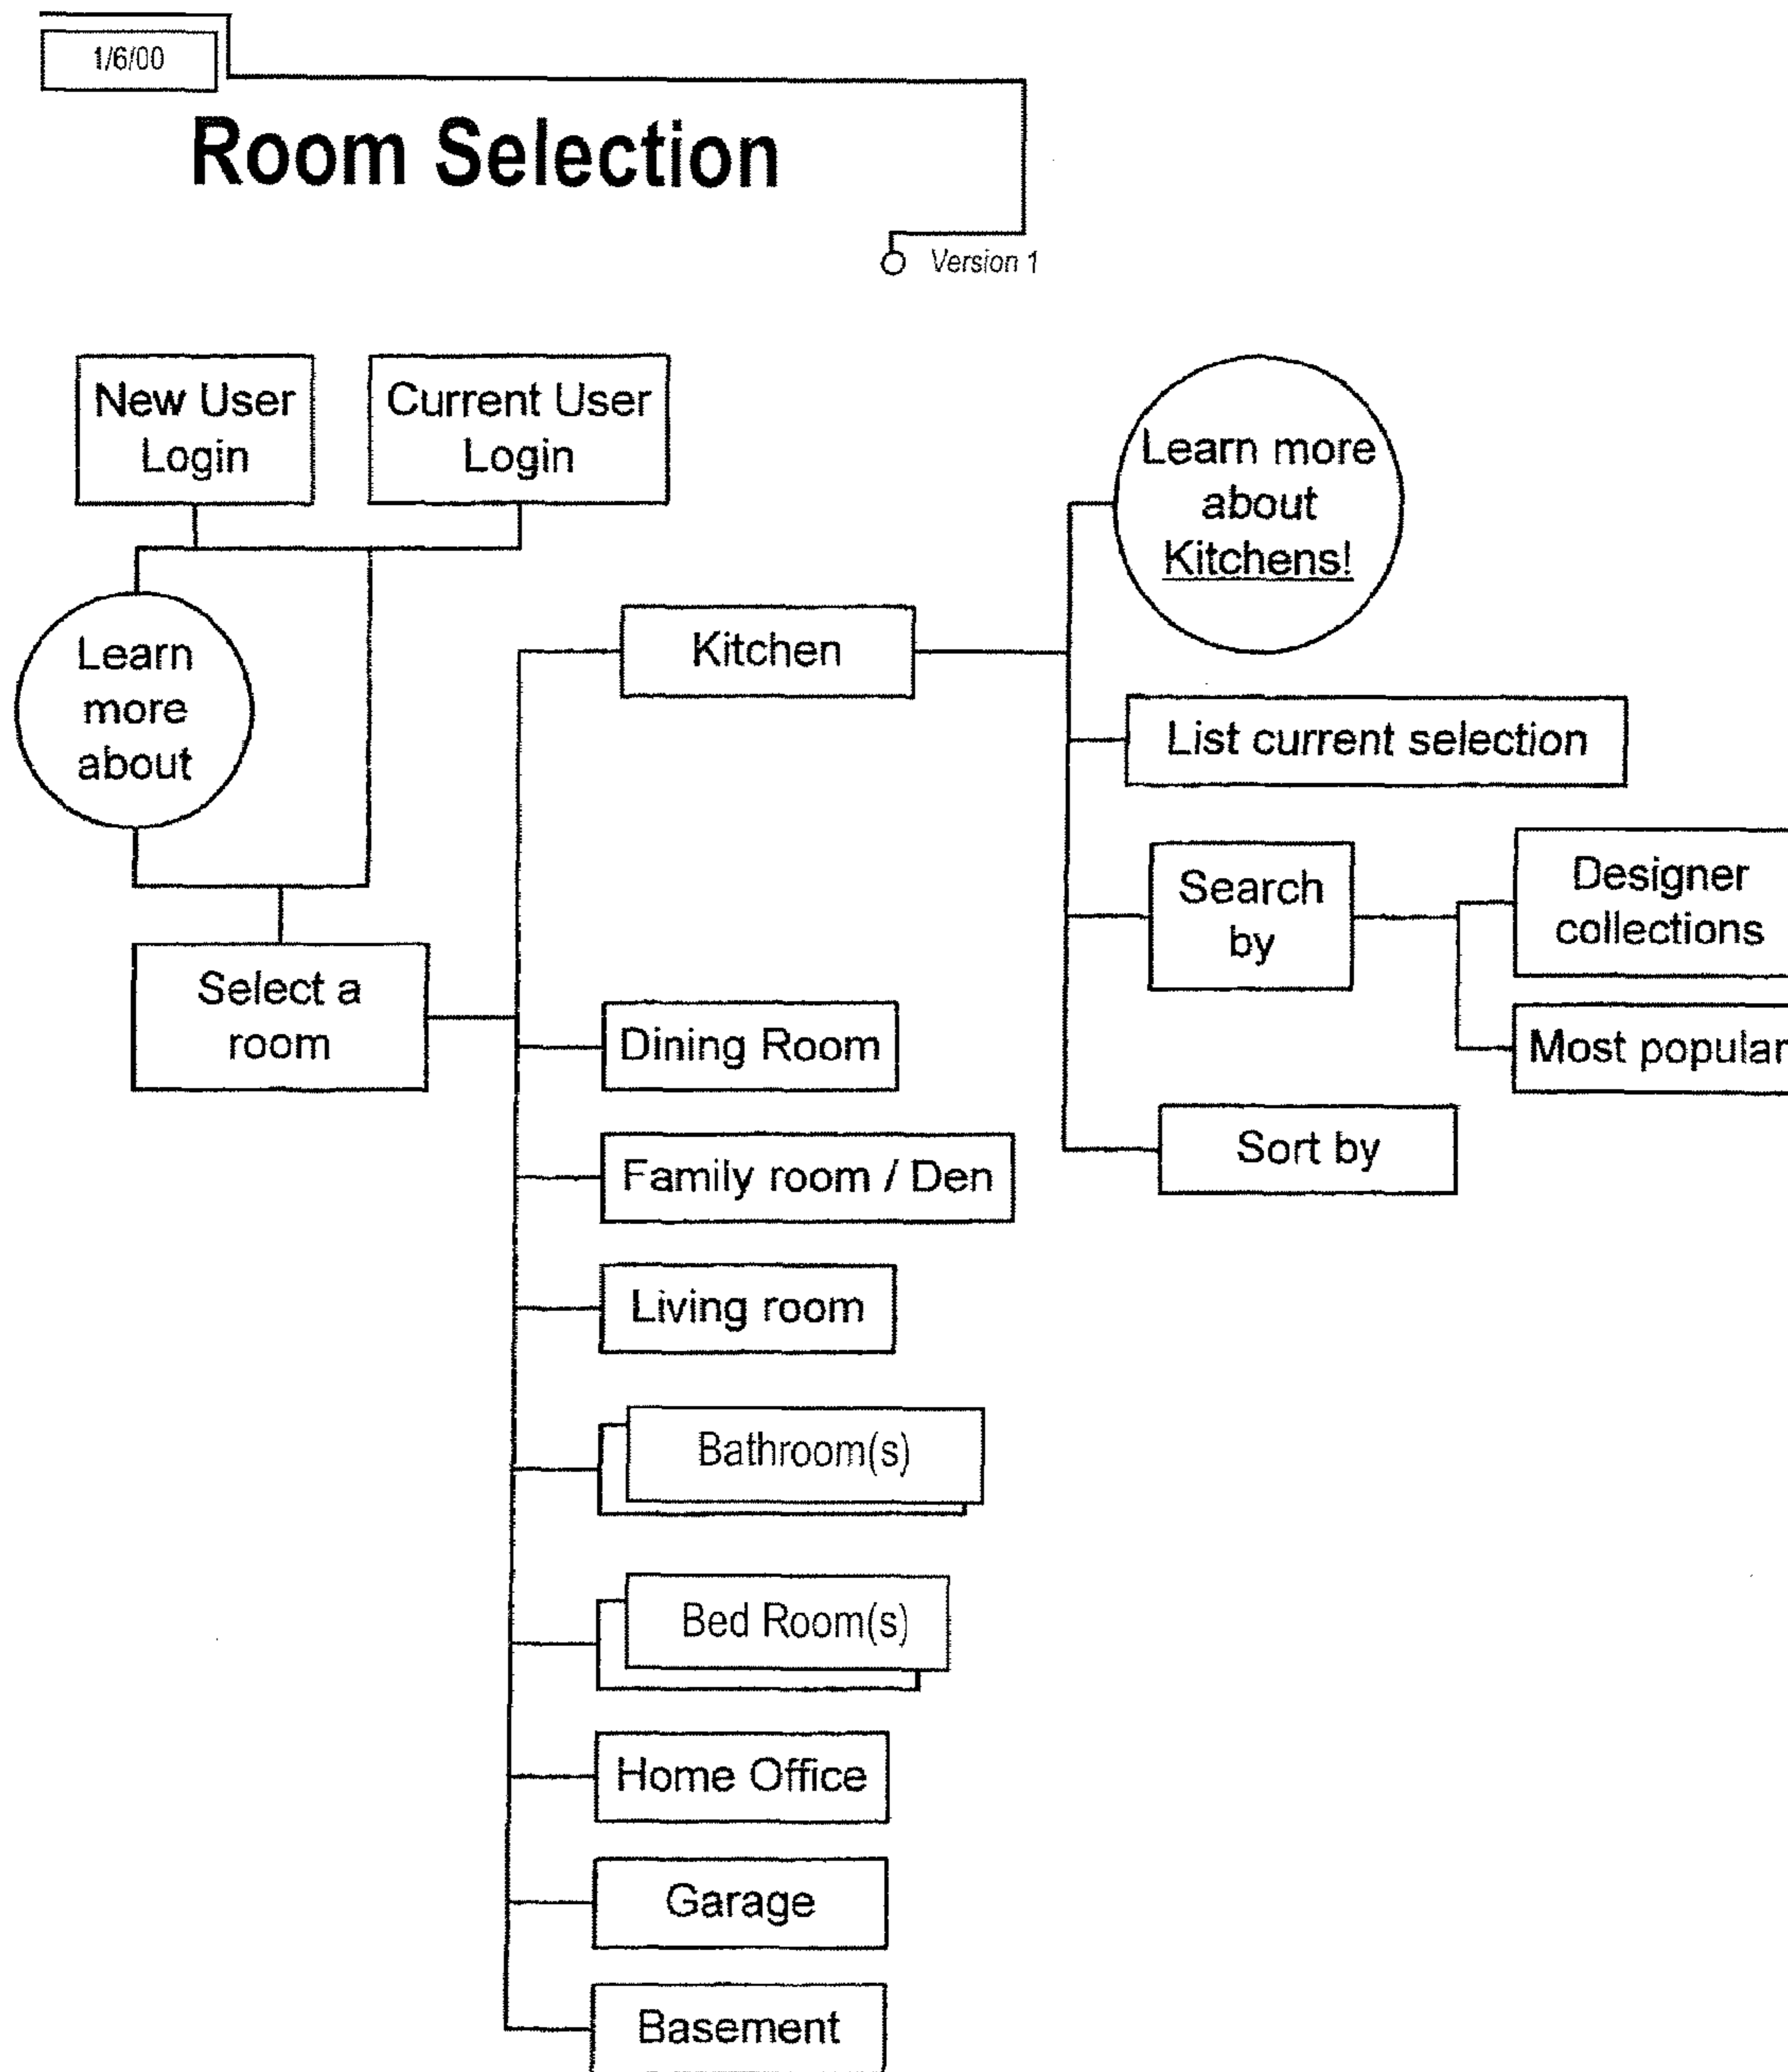 1/6/00
Room Selection
Version 1
New User
Login
Current User
Login
Learn
more
about
Select a
room
Kitchen
Dining Room
Family room / Den
Living room
Bathroom(s)
Bed Room(s)
Home Office
Garage
Basement
Learn more
about
Kitchens!
List current selection
Search
by
Designer
collections
Most popular
Sort by